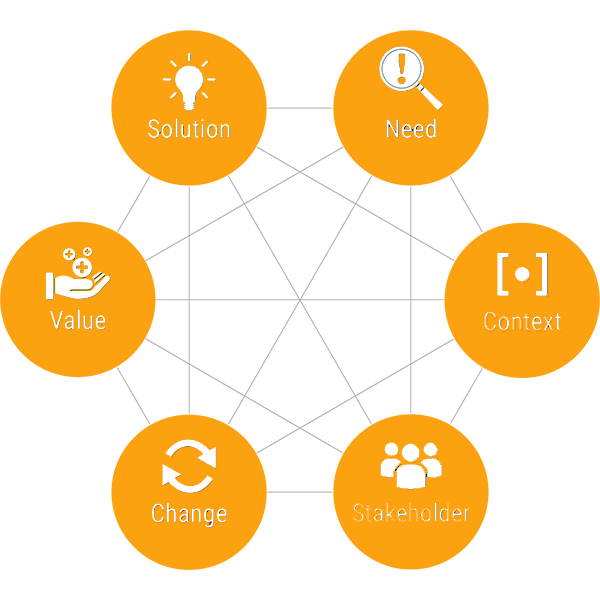 Solution
Need
Value
Context
Change
Stakeholder